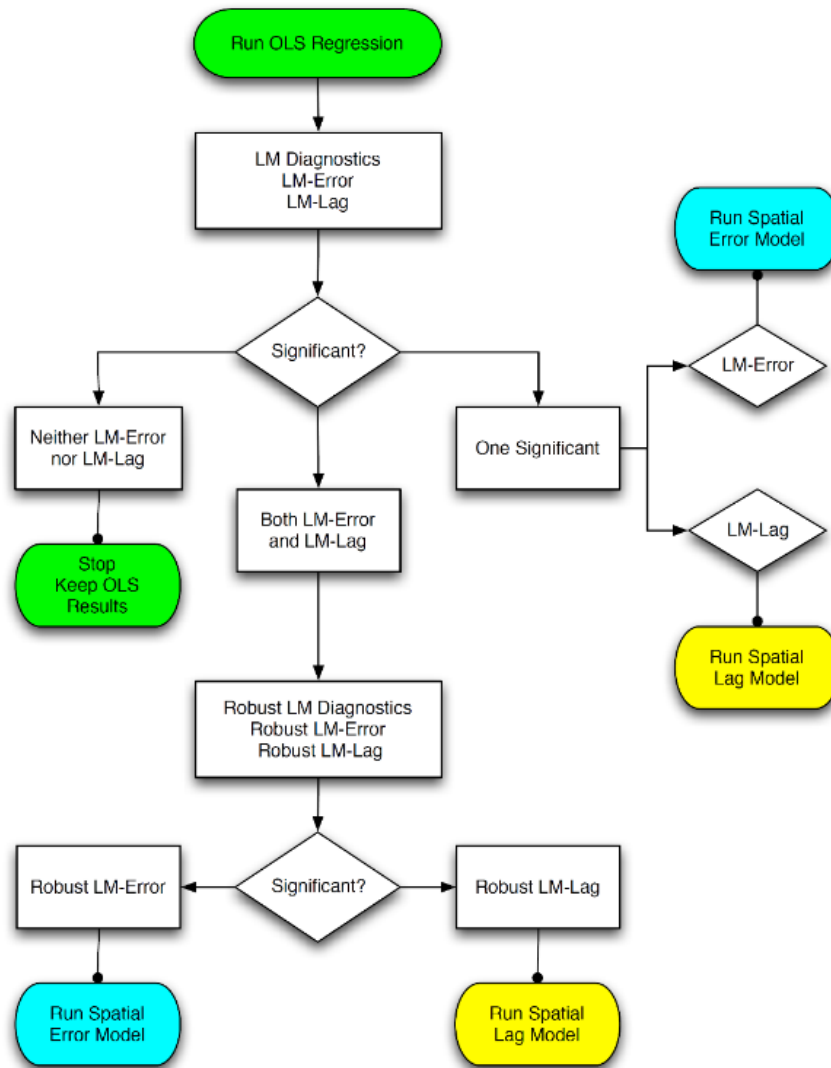 Run OLS Regression
LM Diagnostics
LM-Error
LM-Lag
Run Spatial
Error Model
Significant?
LM-Error
Neither LM-Error
nor LM-Lag
One Significant
Both LM-Error
and LM-Lag
LM-Lag
Stop
Keep OLS
Results
Run Spatial
Lag Model
Robust LM Diagnostics
Robust LM-Error
Robust LM-Lag
Robust LM-Error
Significant?
Robust LM-Lag
Run Spatial
Error Model
Run Spatial
Lag Model